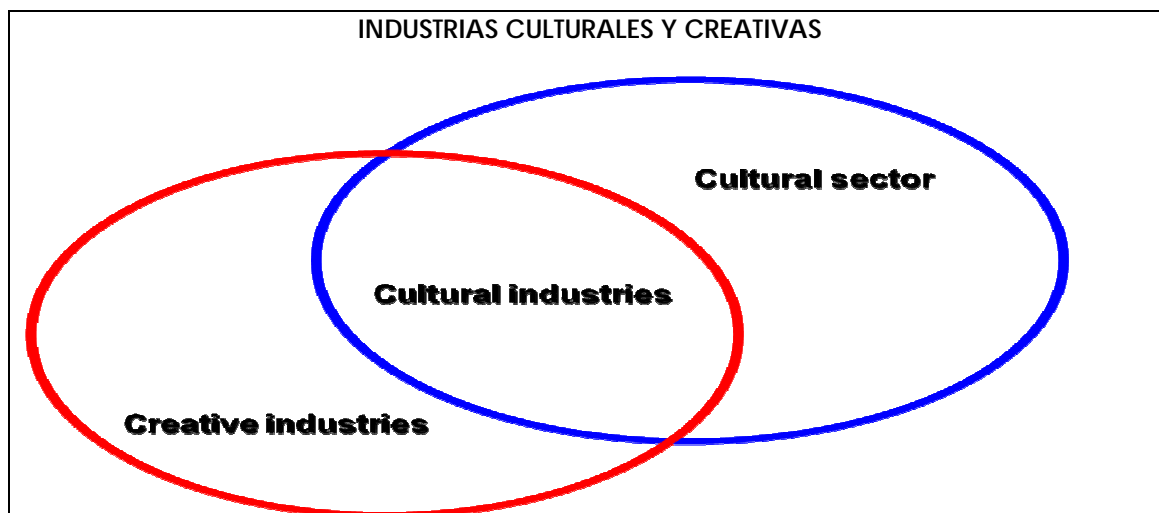 INDUSTRIAS CULTURALES Y CREATIVAS
Cultural sector
Cultural industries
Creative industries